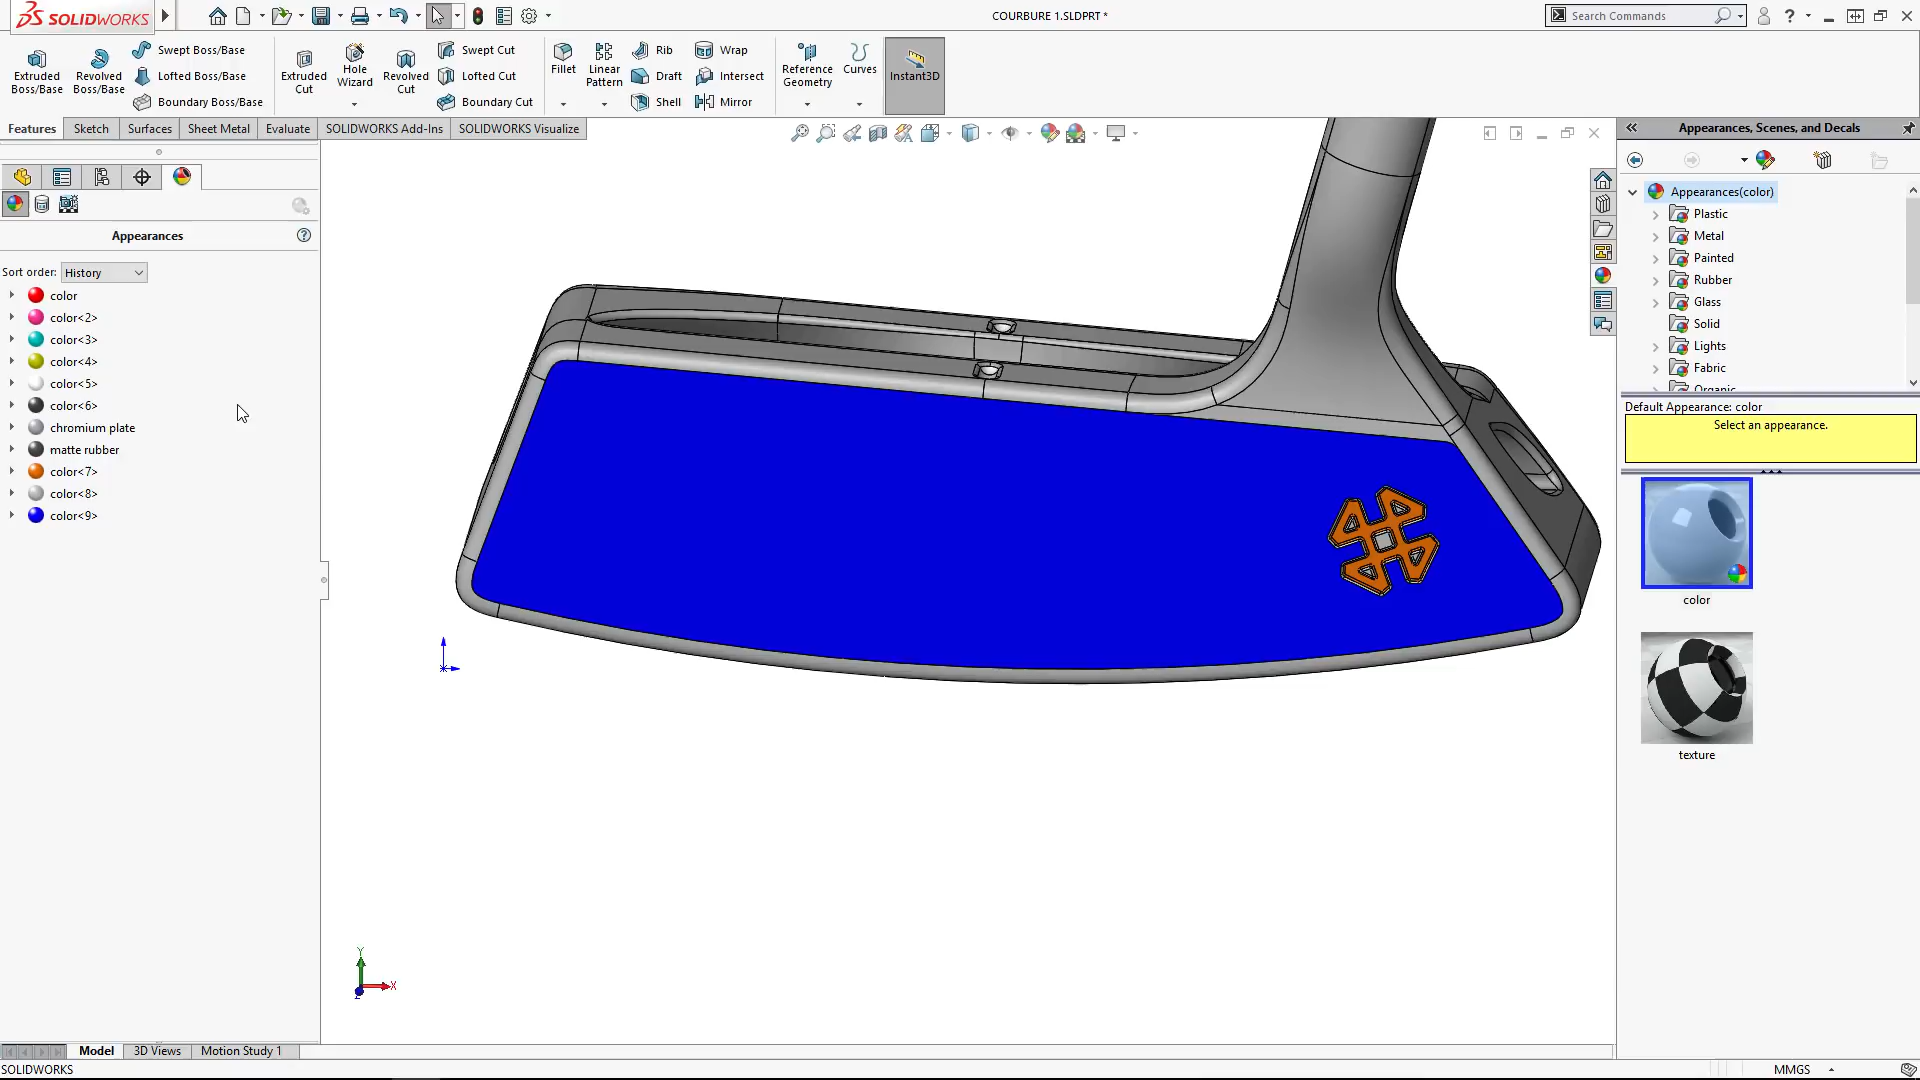 SOLIDWORKS
COURBURE 1.SLDPRT *
Search Commands
Extruded Boss/Base
Revolved Boss/Base
Swept Boss/Base
Lofted Boss/Base
Boundary Boss/Base
Extruded Cut
Hole Wizard
Revolved Cut
Swept Cut
Lofted Cut
Boundary Cut
Fillet
Linear Pattern
Rib
Draft
Shell
Wrap
Intersect
Mirror
Reference Geometry
Curves
Instant3D
Features
Sketch
Surfaces
Sheet Metal
Evaluate
SOLIDWORKS Add-Ins
SOLIDWORKS Visualize
Appearances
Sort order: History
color
color<2>
color<3>
color<4>
color<5>
color<6>
chromium plate
matte rubber
color<7>
color<8>
color<9>
Y
X
Z
Appearances, Scenes, and Decals
Appearances(color)
Plastic
Metal
Painted
Rubber
Glass
Solid
Lights
Fabric
Organic
Default Appearance: color
Select an appearance.
color
texture
Model
3D Views
Motion Study 1
SOLIDWORKS
MMGS